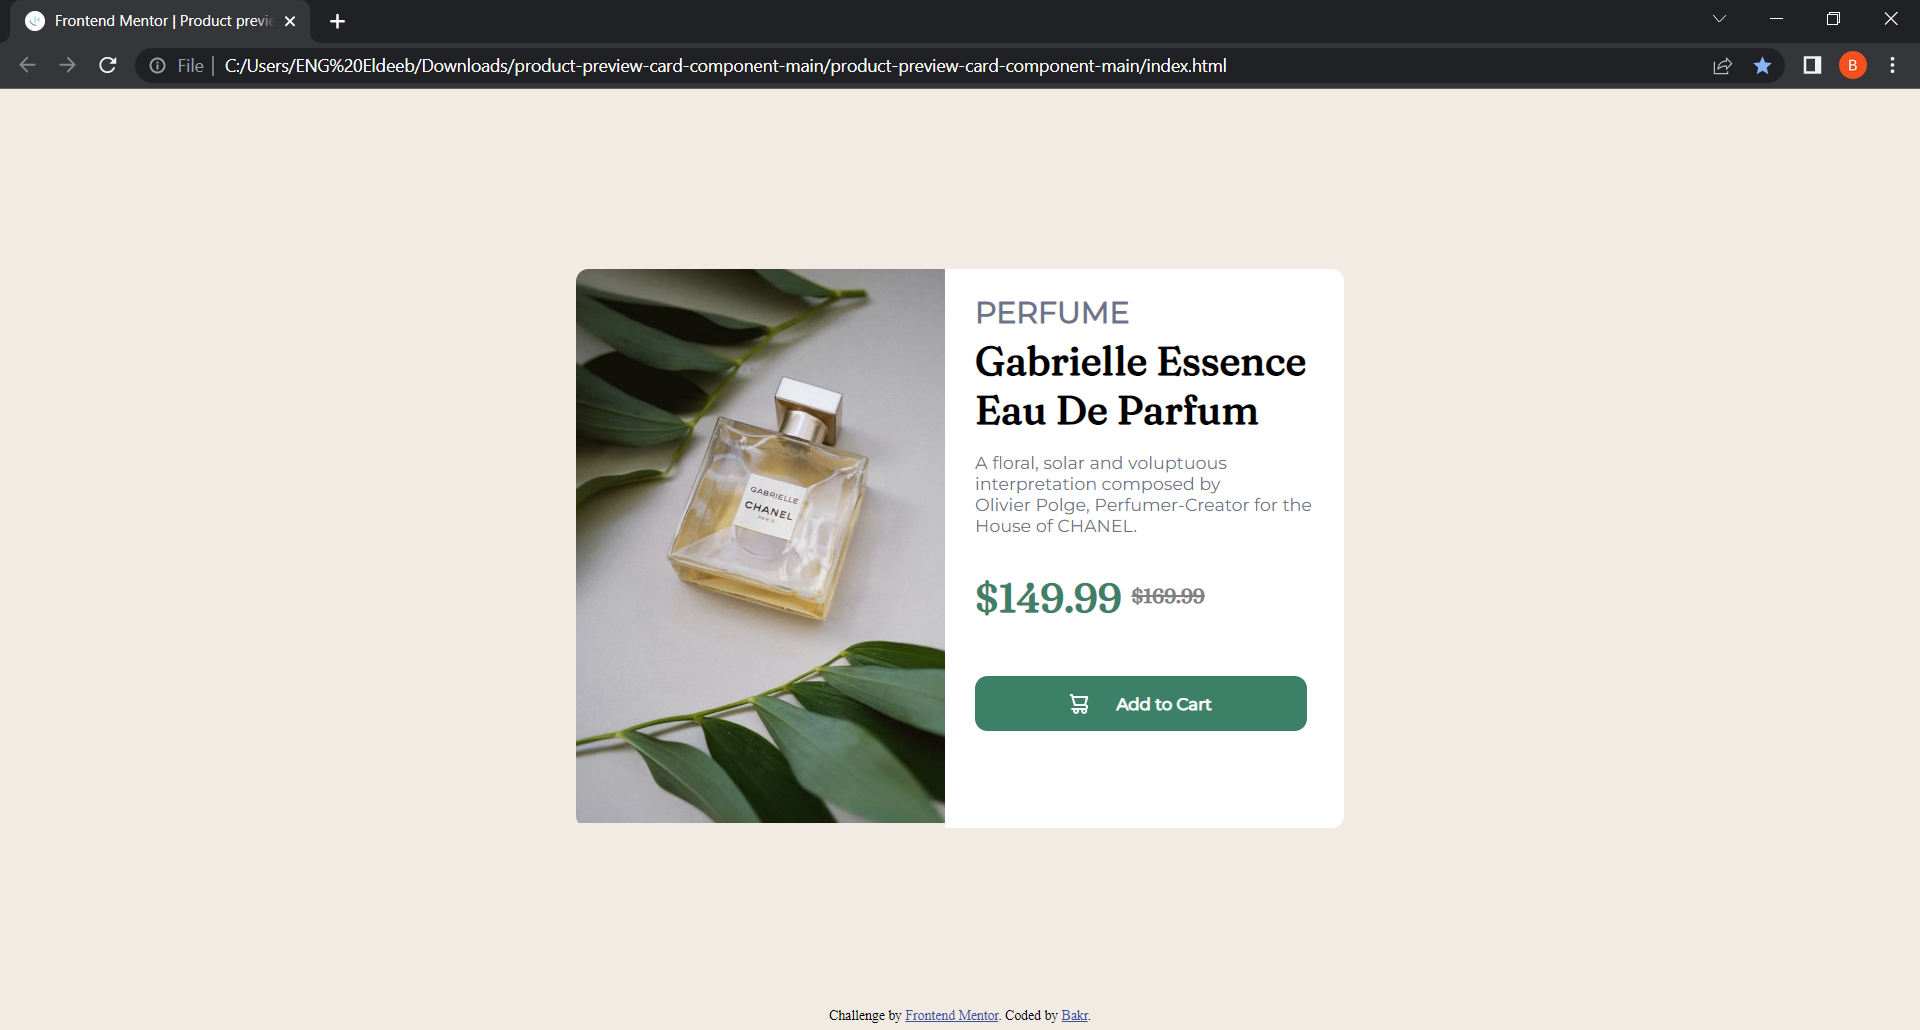 Frontend Mentor | Product previe
File | C:/Users/ENG%20Eldeeb/Downloads/product-preview-card-component-main/product-preview-card-component-main/index.html
B
GABRIELLE
CHANEL
PARIS
PERFUME
Gabrielle Essence
Eau De Parfum
A floral, solar and voluptuous
interpretation composed by
Olivier Polge, Perfumer-Creator for the
House of CHANEL.
$149.99 $169.99
Add to Cart
Challenge by Frontend Mentor. Coded by Bakr.